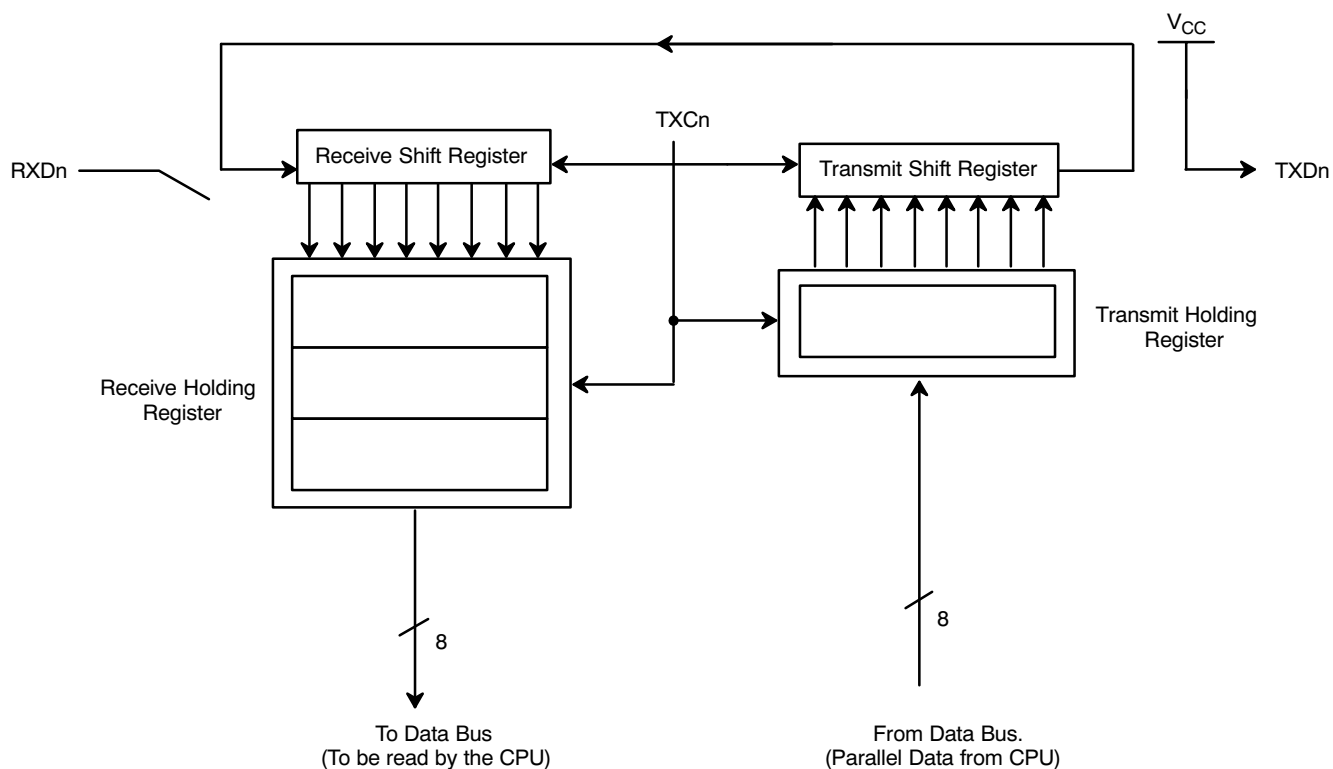 VCC
TXCn
Receive Shift Register
Transmit Shift Register
RXDn
TXDn
Transmit Holding
Register
Receive Holding
Register
8
8
To Data Bus
(To be read by the CPU)
From Data Bus.
(Parallel Data from CPU)